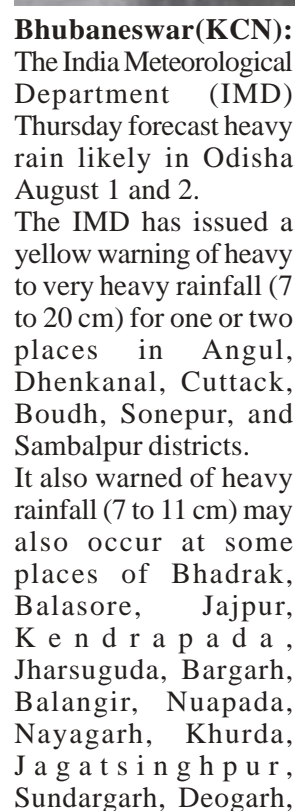 Bhubaneswar(KCN):
The India Meteorological
Department (IMD)
Thursday forecast heavy
rain likely in Odisha
August 1 and 2.
The IMD has issued a
yellow warning of heavy
to very heavy rainfall (7
to 20 cm) for one or two
places in Angul,
Dhenkanal, Cuttack,
Boudh, Sonepur, and
Sambalpur districts.
It also warned of heavy
rainfall (7 to 11 cm) may
also occur at some
places of Bhadrak,
Balasore, Jajpur,
Kendrapada,
Jharsuguda, Bargarh,
Balangir, Nuapada,
Nayagarh, Khurda,
Jagatsinghpur,
Sundargarh, Deogarh,